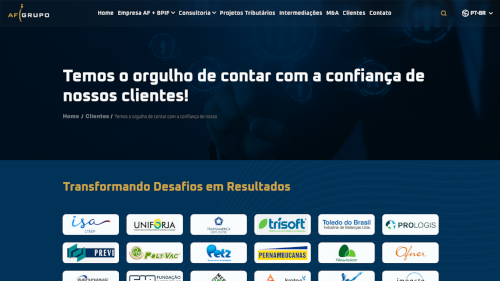 AF GRUPO
Home Empresa AF + BPIF Consultoria Projetos Tributários Intermediações M&A Clientes Contato PT-BR
Temos o orgulho de contar com a confiança de
nossos clientes!
Home / Clientes / Temos o orgulho de contar com a confiança de nosso
Transformando Desafios em Resultados
isa CTEEP UNIFORJA TRANSAMERICA trisoft Toledo do Brasil PROLOGIS
Indústria de Balanças Ltda.
PREVI POLY-VAC Petz PERNAMBUCANAS Ofner
FUNDAÇÃO